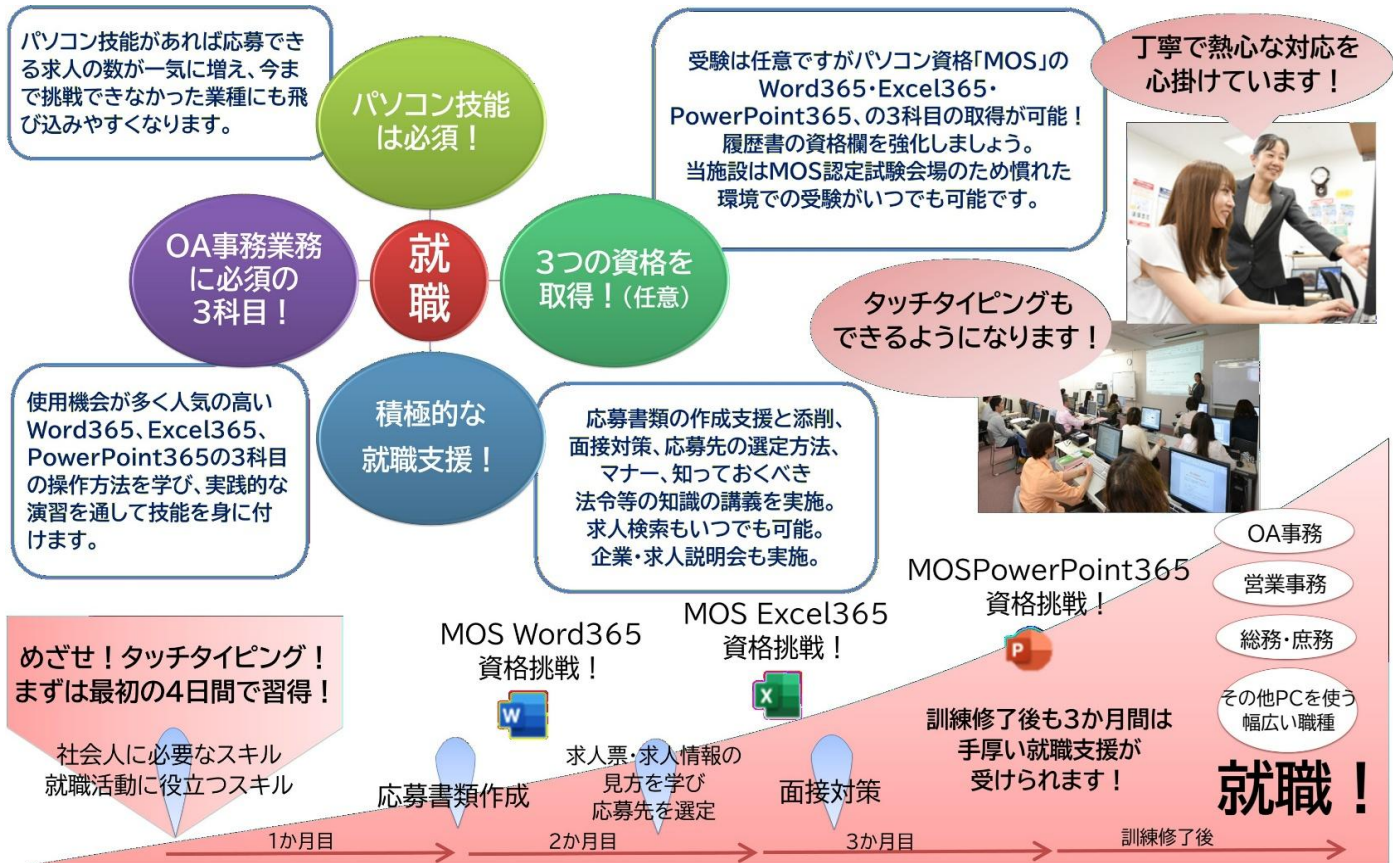 パソコン技能があれば応募でき
る求人の数が一気に増え、今ま
で挑戦できなかった業種にも飛
び込みやすくなります。
パソコン技能
は必須！
受験は任意ですがパソコン資格「MOS」の
Word365・Excel365・
PowerPoint365、の3科目の取得が可能！
履歴書の資格欄を強化しましょう。
当施設はMOS認定試験会場のため慣れた
環境での受験がいつでも可能です。
丁寧で熱心な対応を
心掛けています！
OA事務業務
に必須の
3科目！
就
職
3つの資格を
取得！（任意）
タッチタイピングも
できるようになります！
使用機会が多く人気の高い
Word365、Excel365、
PowerPoint365の3科目
の操作方法を学び、実践的な
演習を通して技能を身に付
けます。
積極的な
就職支援！
応募書類の作成支援と添削、
面接対策、応募先の選定方法、
マナー、知っておくべき
法令等の知識の講義を実施。
求人検索もいつでも可能。
企業・求人説明会も実施。
めざせ！タッチタイピング！
まずは最初の4日間で習得！
社会人に必要なスキル
就職活動に役立つスキル
MOS Word365
資格挑戦！
W
応募書類作成
MOS Excel365
資格挑戦！
X
求人票・求人情報の
見方を学び
応募先を選定
面接対策
MOSPowerPoint365
資格挑戦！
P
訓練修了後も3か月間は
手厚い就職支援が
受けられます！
OA事務
営業事務
総務・庶務
その他PCを使う
幅広い職種
就職！
1か月目
2か月目
3か月目
訓練修了後